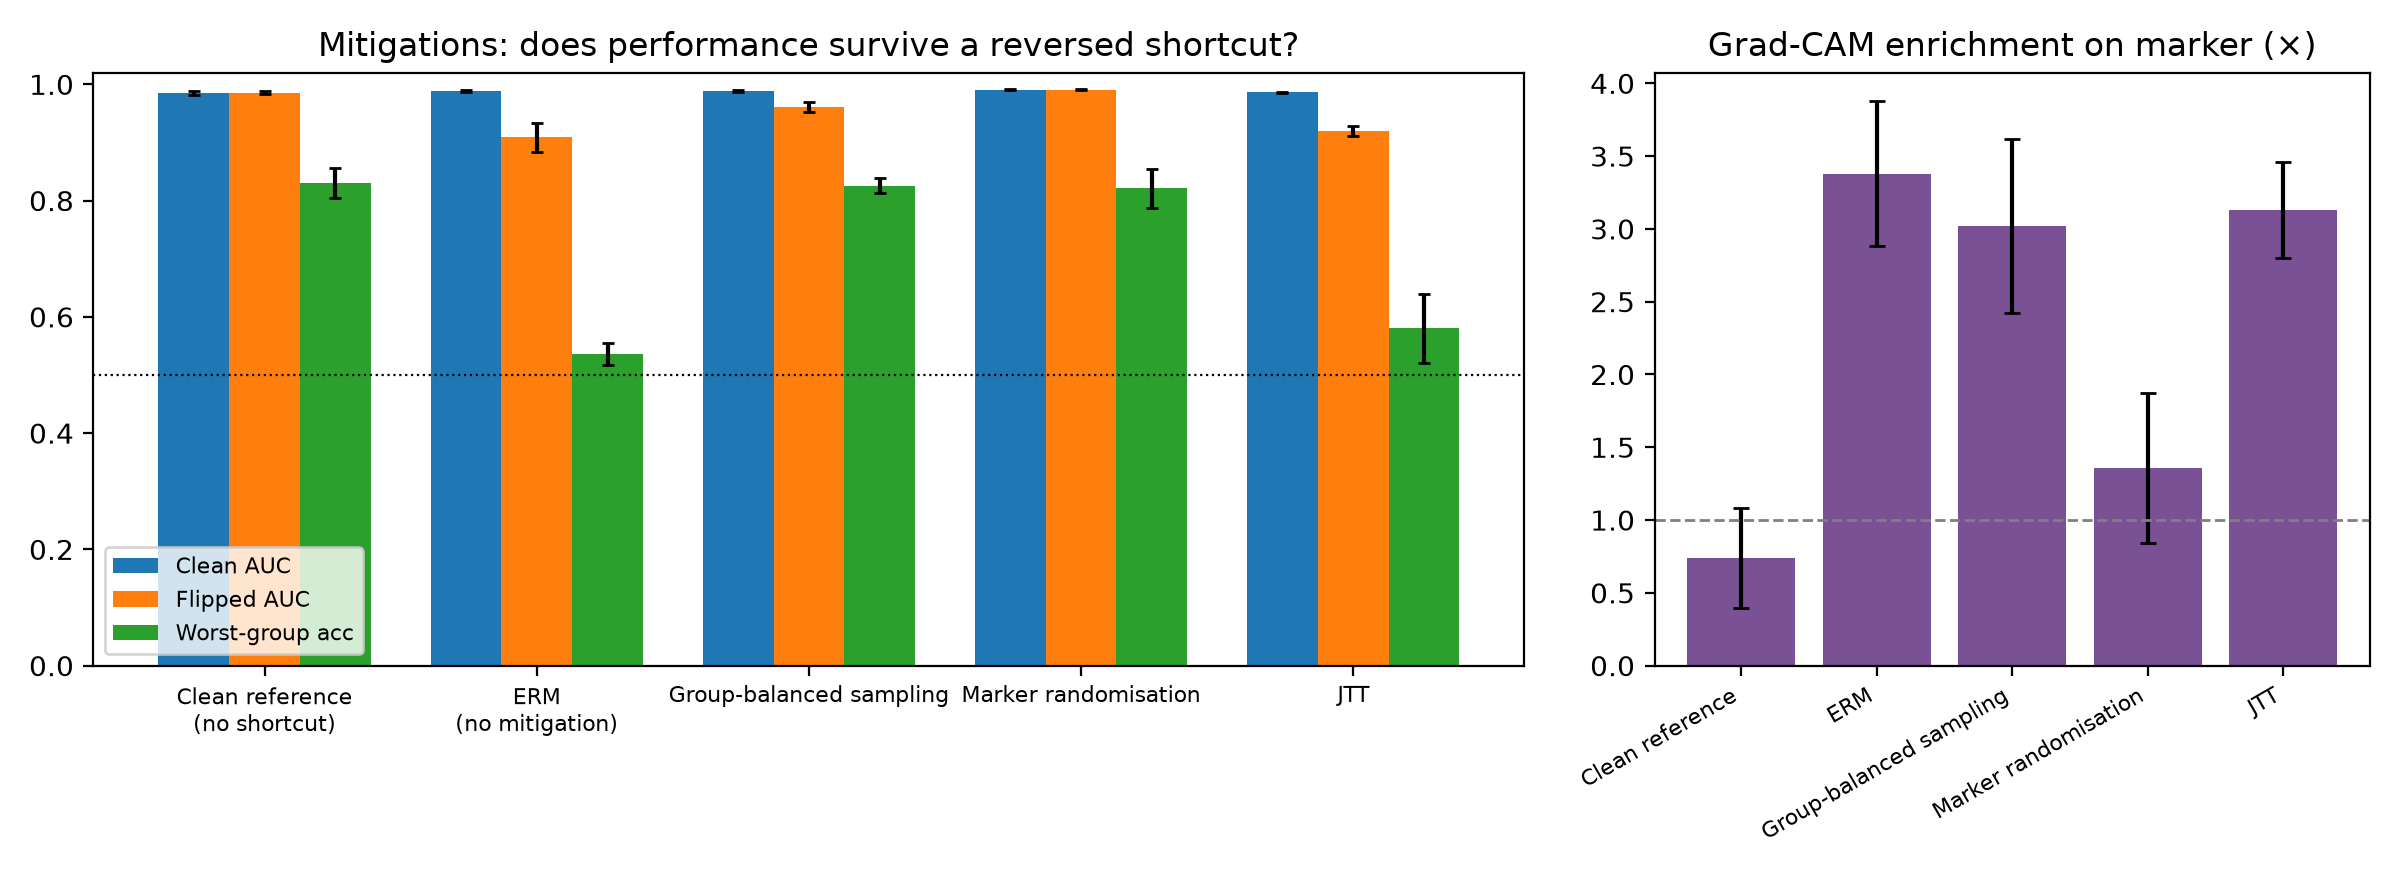 Mitigations: does performance survive a reversed shortcut?
1.0
0.8
0.6
0.4
0.2
0.0
Clean AUC
Flipped AUC
Worst-group acc
Clean reference
(no shortcut)
ERM
(no mitigation)
Group-balanced sampling
Marker randomisation
JTT
Grad-CAM enrichment on marker (×)
4.0
3.5
3.0
2.5
2.0
1.5
1.0
0.5
0.0
Clean reference
ERM
Group-balanced sampling
Marker randomisation
JTT